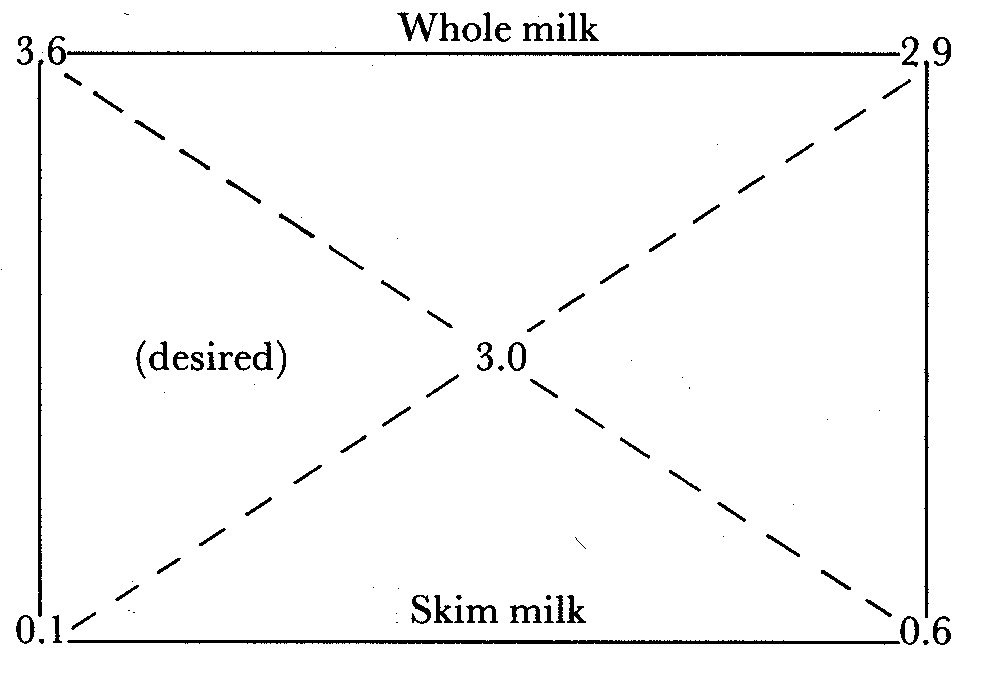 Whole milk
3.6 2.9
(desired) 3.0
Skim milk
0.1 0.6